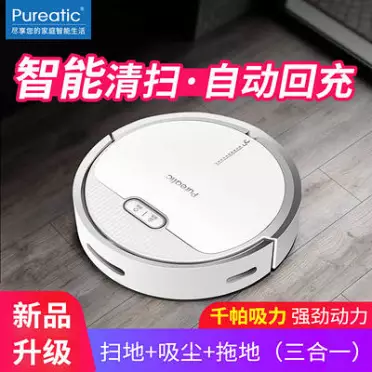 Pureatic®
尽享您的家庭智能生活
智能清扫·自动回充
Pureatic
新品
升级
千帕吸力 强劲动力
扫地+吸尘+拖地（三合一）